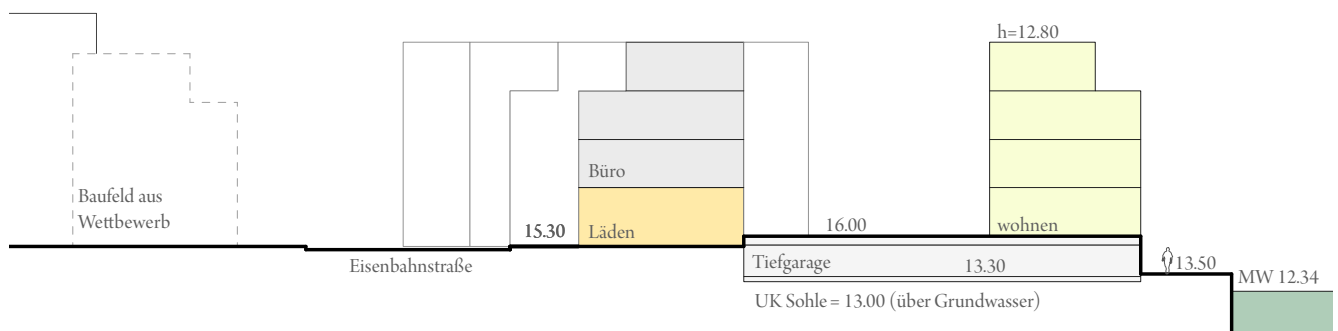 h=12.80
Baufeld aus
Wettbewerb
Büro
15.30
Läden
16.00
wohnen
Eisenbahnstraße
Tiefgarage
13.30
13.50
MW 12.34
UK Sohle = 13.00 (über Grundwasser)